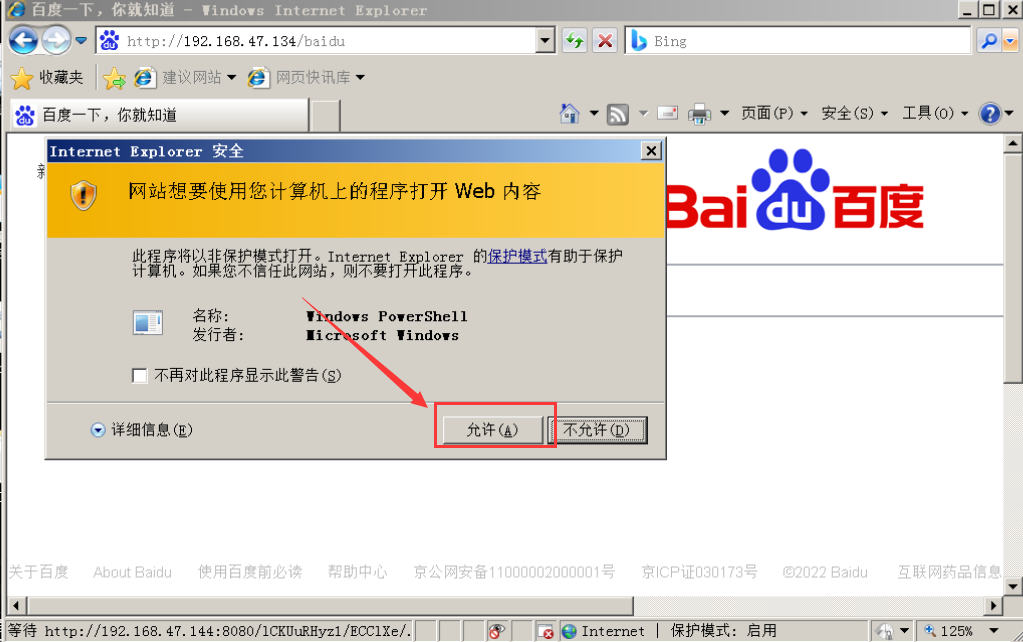 百度一下，你就知道 - Windows Internet Explorer
http://192.168.47.134/baidu
Bing
收藏夹
建议网站
网页快讯库
百度一下，你就知道
页面(P)
安全(S)
工具(O)
Internet Explorer 安全
网站想要使用您计算机上的程序打开 Web 内容
此程序将以非保护模式打开。Internet Explorer 的保护模式有助于保护
计算机。如果您不信任此网站，则不要打开此程序。
名称: Windows PowerShell
发行者: Microsoft Windows
不再对此程序显示此警告(S)
详细信息(E)
允许(A)
不允许(D)
Bai du 百度
关于百度 About Baidu 使用百度前必读 帮助中心 京公网安备11000002000001号 京ICP证030173号 ©2022 Baidu 互联网药品信息
等待 http://192.168.47.144:8080/lCKUuRHyz1/ECClXe/.
Internet | 保护模式: 启用
125%